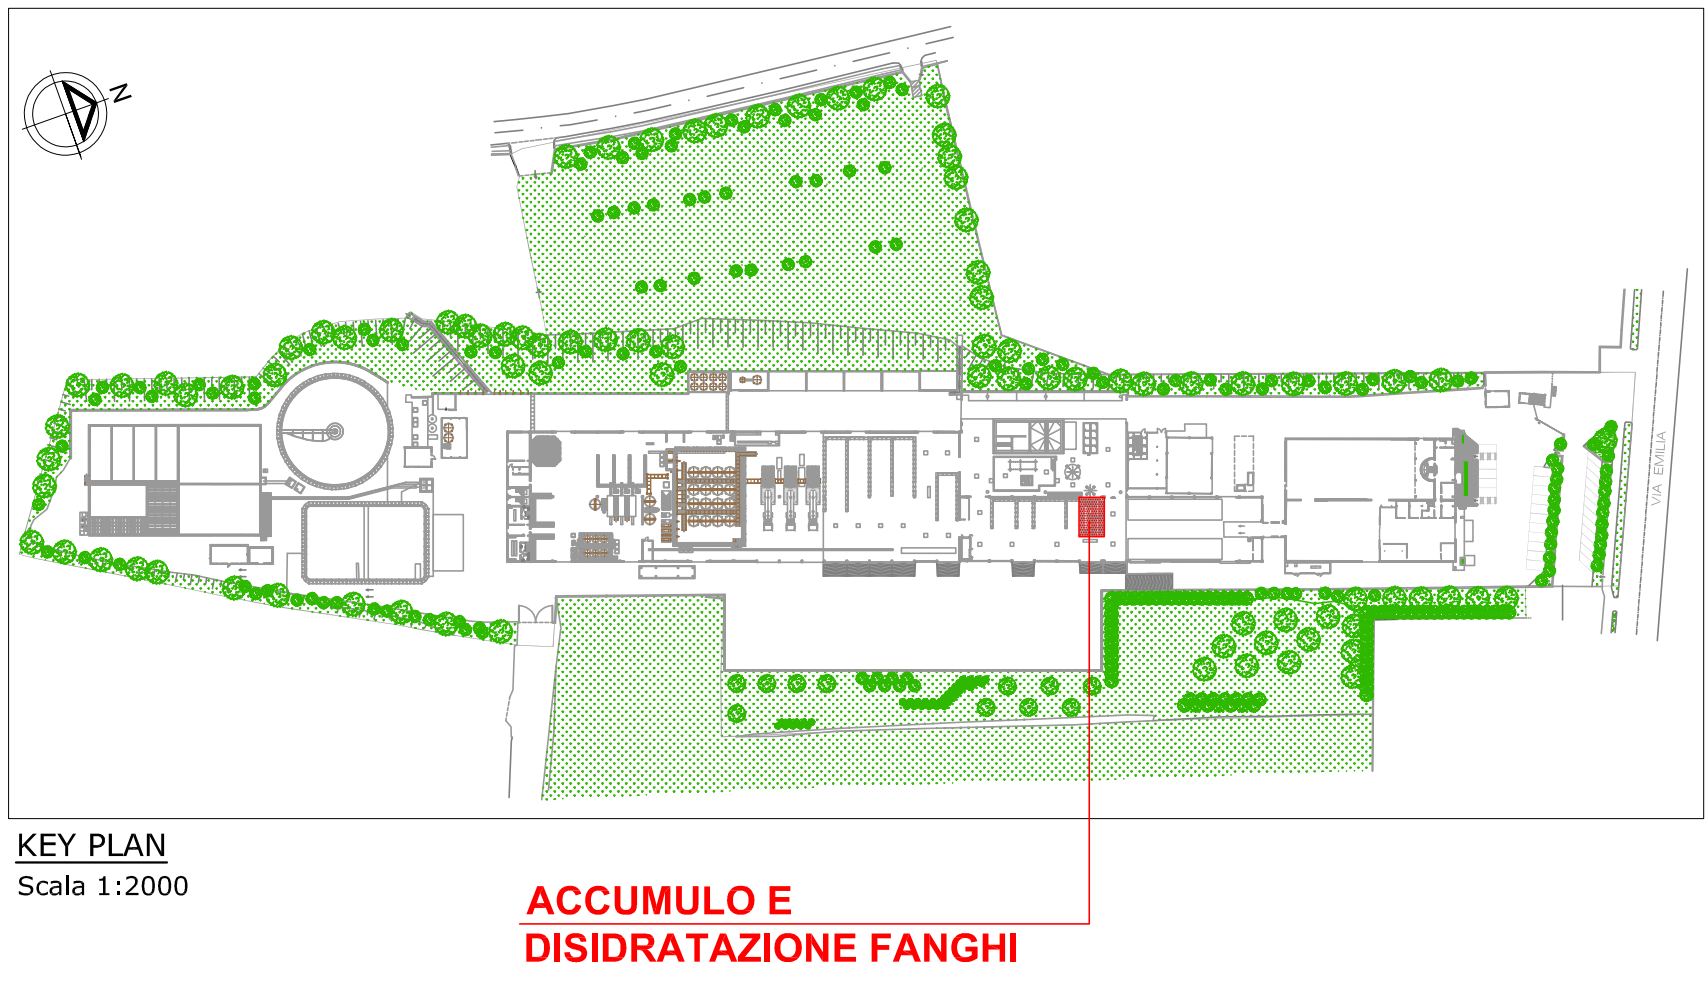 N
VIA EMILIA
KEY PLAN
Scala 1:2000
ACCUMULO E
DISIDRATAZIONE FANGHI